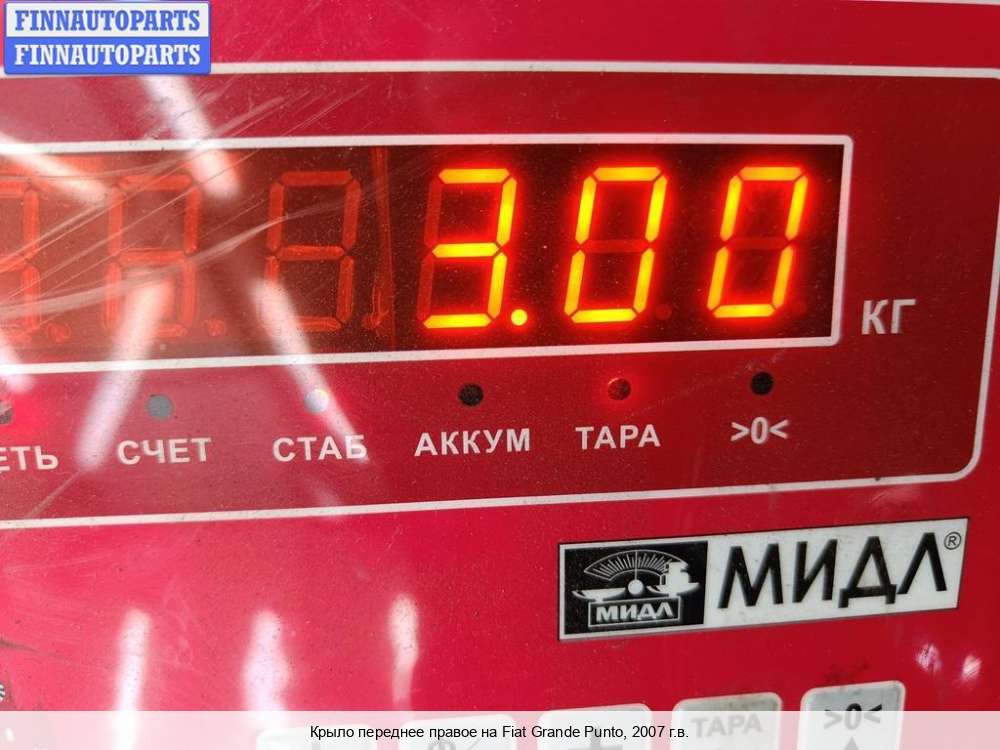 FINNAUTOPARTS
FINNAUTOPARTS
3.00
КГ
ЕТЬ СЧЕТ СТАБ АККУМ ТАРА >0<
МИДЛ МИДЛ®
ТАРА >0<
Крыло переднее правое на Fiat Grande Punto, 2007 г.в.